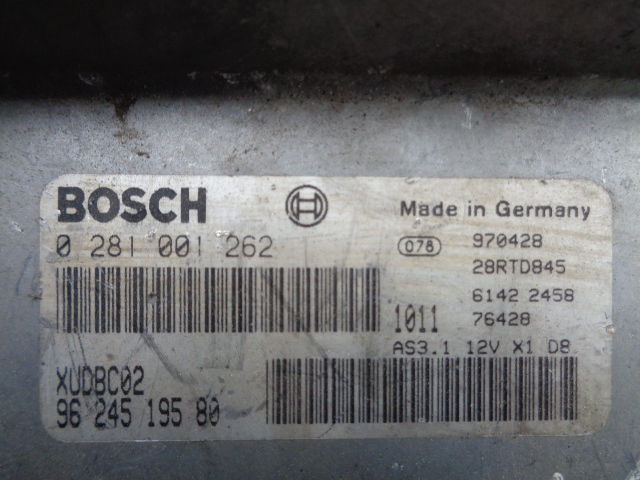 BOSCH
Made in Germany
0 281 001 262
078 970428
28RTD845
6142 2458
1011 76428
AS3.1 12V X1 D8
XUDBC02
96 245 195 80